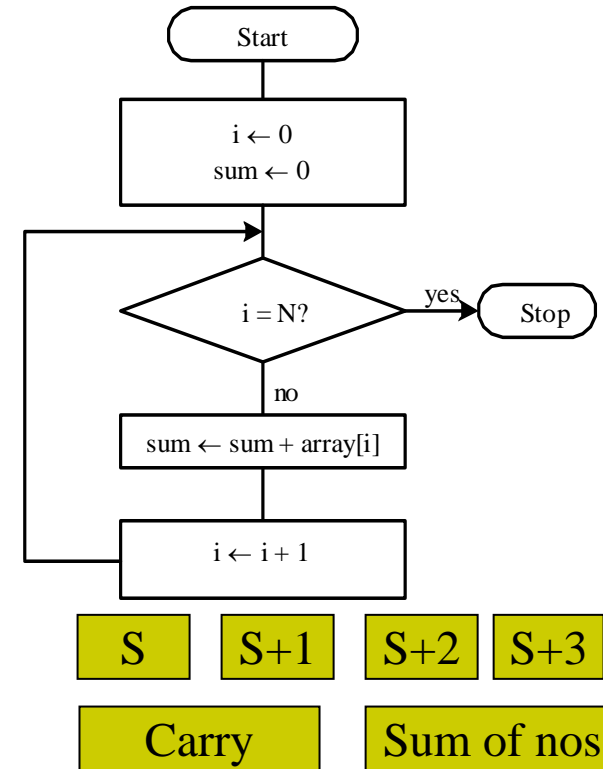 Start
i ← 0
sum ← 0
i = N?
yes
Stop
no
sum ← sum + array[i]
i ← i + 1
S S+1 S+2 S+3
Carry Sum of nos